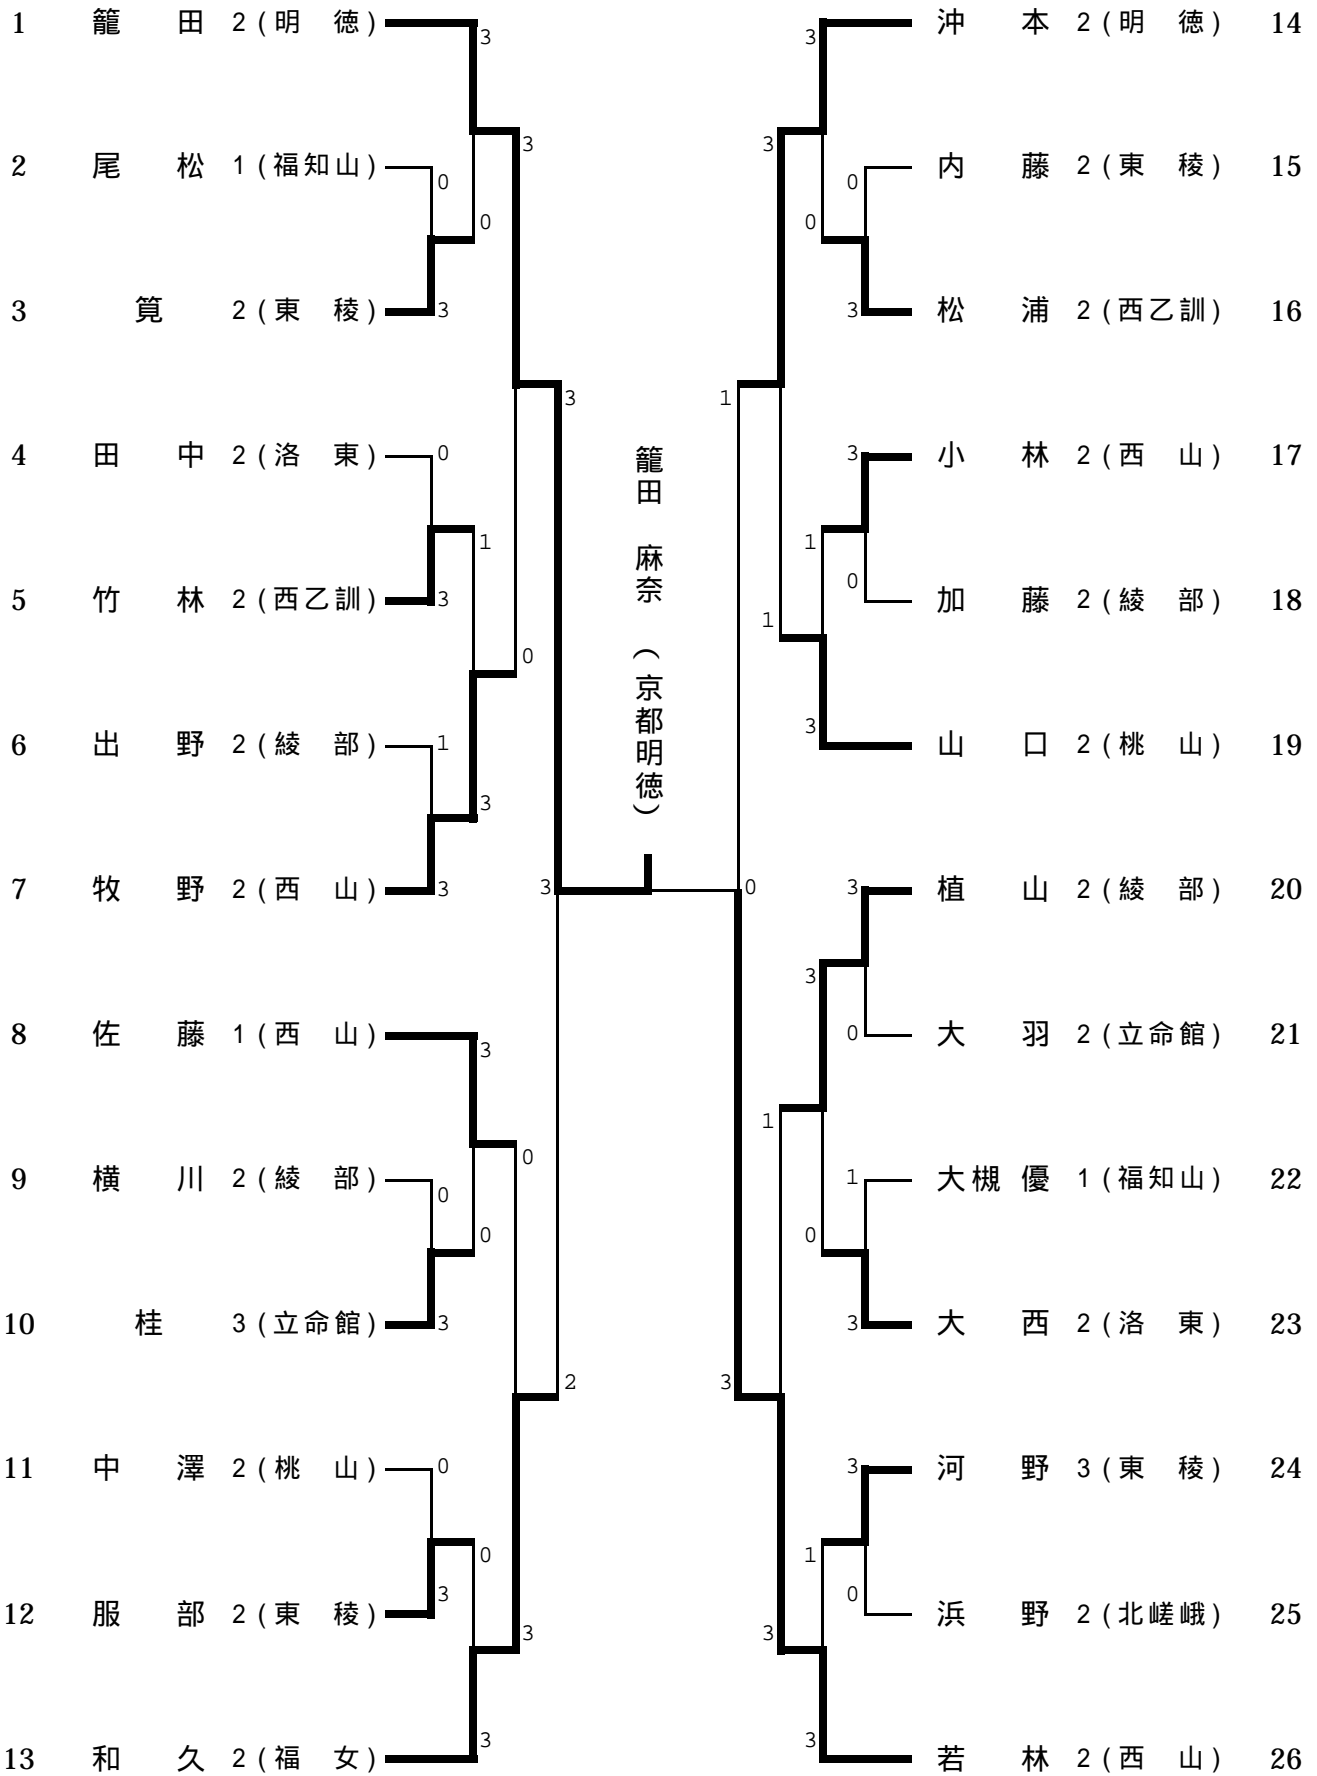 1 籠田 2(明徳) 3
3
2 尾松 1(福知山) 0
0
3 筧 2(東稜) 3
3
4 田中 2(洛東) 0
1
5 竹林 2(西乙訓) 3
0
6 出野 2(綾部) 1
3
7 牧野 2(西山) 3
3
8 佐藤 1(西山) 3
0
9 横川 2(綾部) 0
0
10 桂 3(立命館) 3
2
11 中澤 2(桃山) 0
0
12 服部 2(東稜) 3
3
13 和久 2(福女) 3
籠田 麻奈 (京都明徳)
3 沖本 2(明徳) 14
3
0 内藤 2(東稜) 15
0
3 松浦 2(西乙訓) 16
1
3 小林 2(西山) 17
1
0 加藤 2(綾部) 18
1
3 山口 2(桃山) 19
0
3 植山 2(綾部) 20
3
0 大羽 2(立命館) 21
1
1 大槻優 1(福知山) 22
0
3 大西 2(洛東) 23
3
3 河野 3(東稜) 24
1
0 浜野 2(北嵯峨) 25
3
3 若林 2(西山) 26